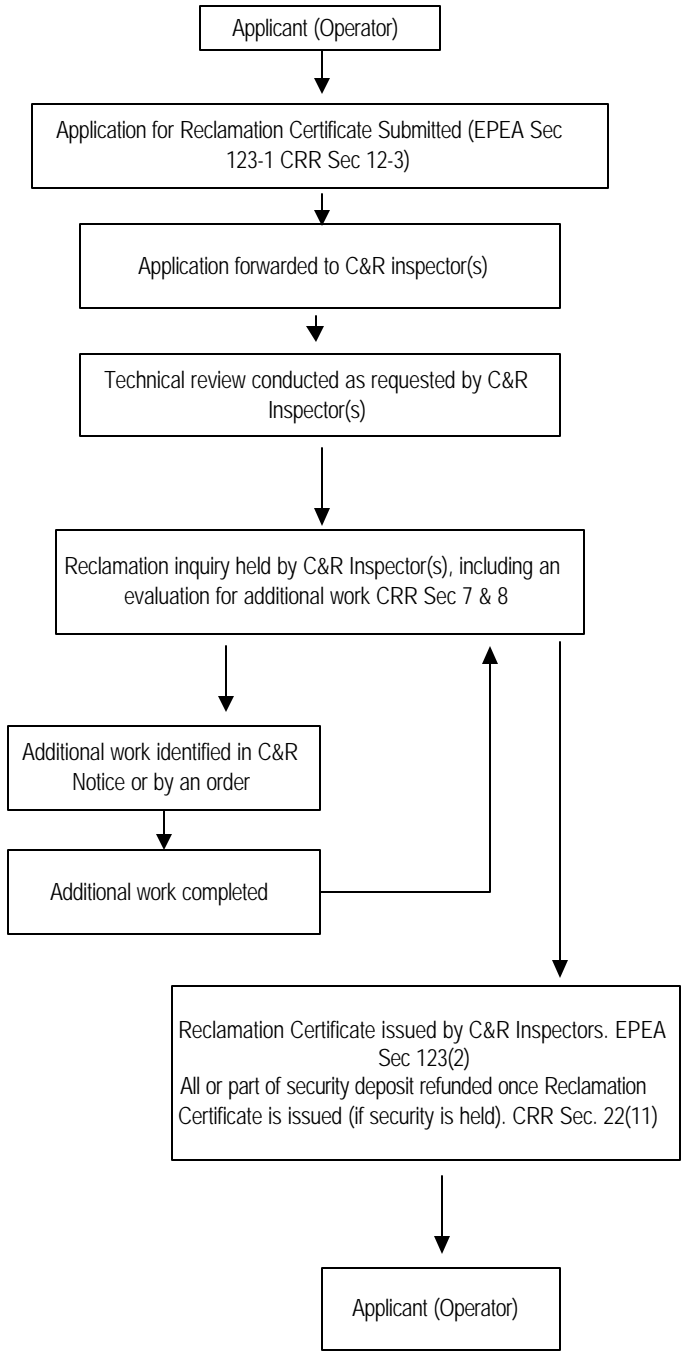 Applicant (Operator)
Application for Reclamation Certificate Submitted (EPEA Sec
123-1 CRR Sec 12-3)
Application forwarded to C&R inspector(s)
Technical review conducted as requested by C&R
Inspector(s)
Reclamation inquiry held by C&R Inspector(s), including an
evaluation for additional work CRR Sec 7 & 8
Additional work identified in C&R
Notice or by an order
Additional work completed
Reclamation Certificate issued by C&R Inspectors. EPEA
Sec 123(2)
All or part of security deposit refunded once Reclamation
Certificate is issued (if security is held). CRR Sec. 22(11)
Applicant (Operator)